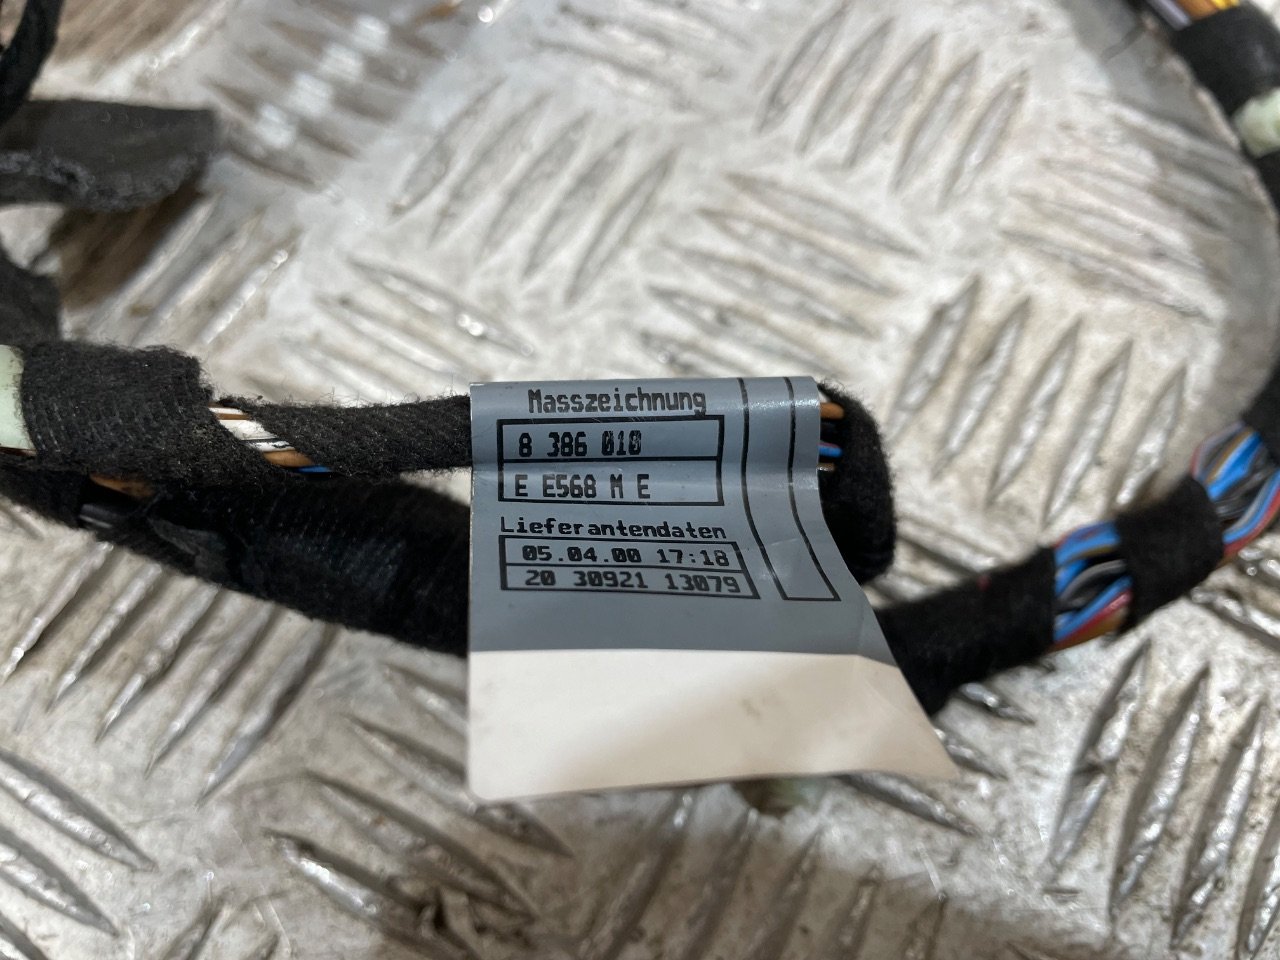 Masszeichnung
8 386 010
E E568 M E
Lieferantendaten
05.04.00 17:18
20 30921 13079